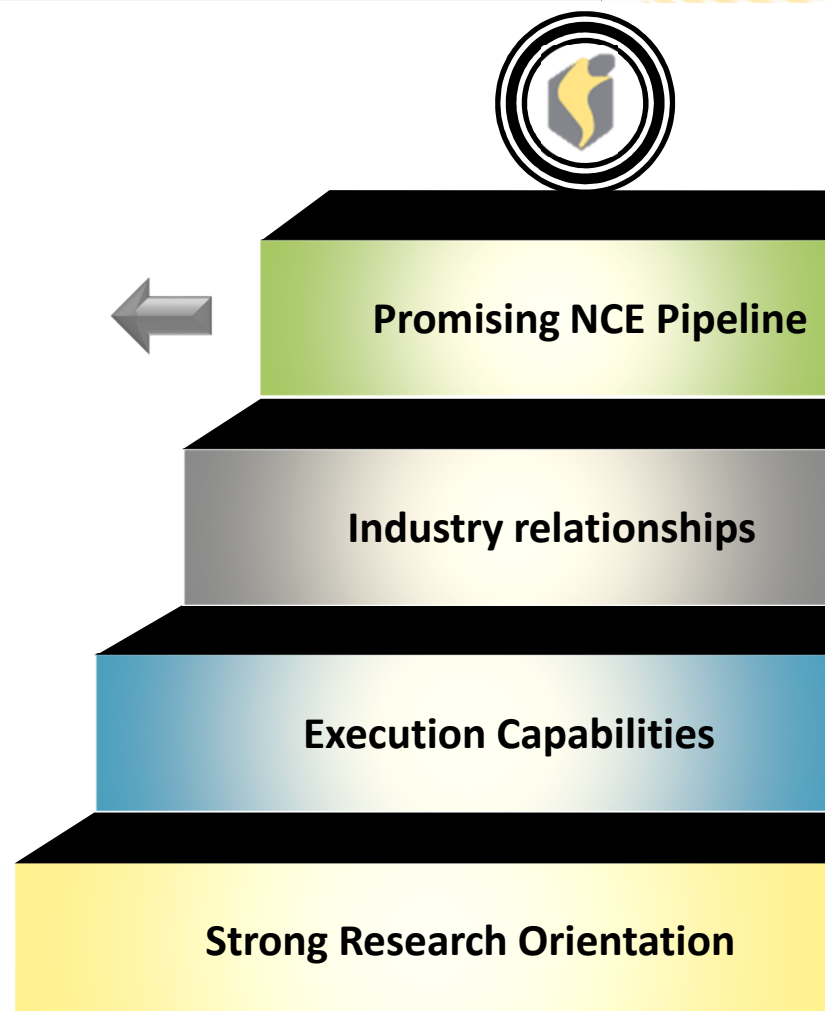 Promising NCE Pipeline
Industry relationships
Execution Capabilities
Strong Research Orientation